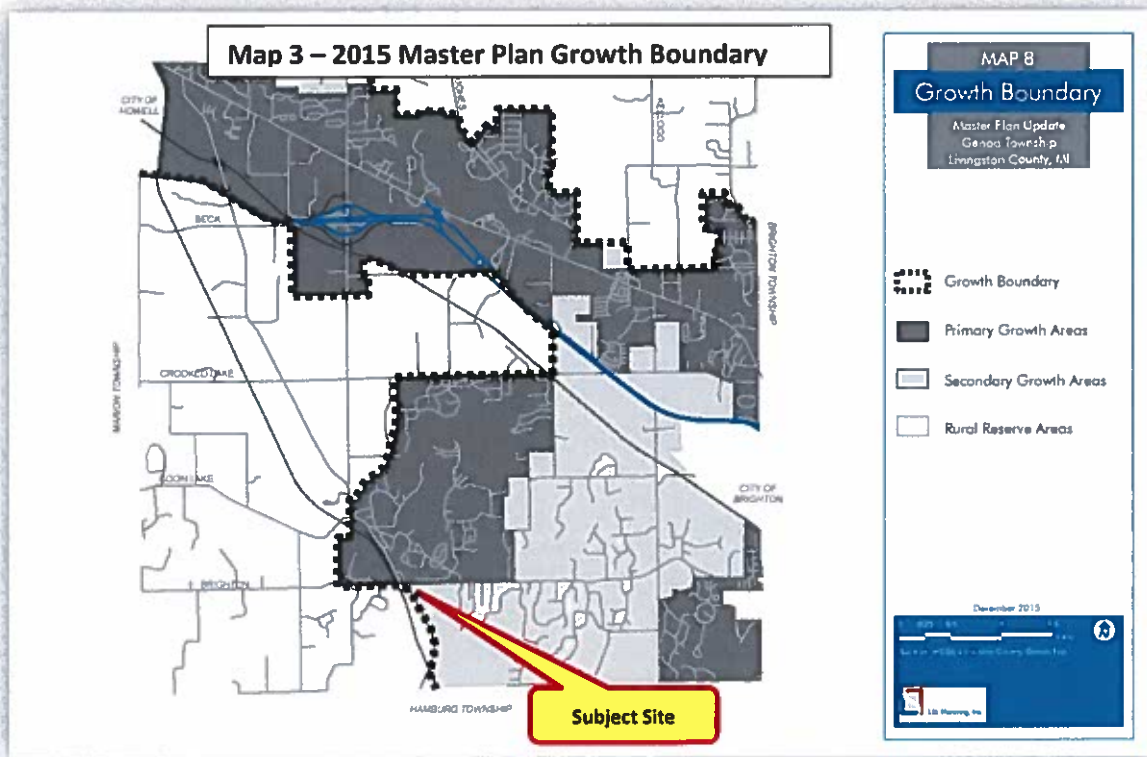 Map 3 – 2015 Master Plan Growth Boundary
MAP 8
Growth Boundary
Master Plan Update
Genoa Township
Livingston County, MI
CITY OF
HOWELL
BECK
BRIGHTON TOWNSHIP
Growth Boundary
Primary Growth Areas
MARION TOWNSHIP
CROOKED LAKE
Secondary Growth Areas
Rural Reserve Areas
CITY OF
BRIGHTON
BRIGHTON
December 2015
HAMBURG TOWNSHIP
Subject Site